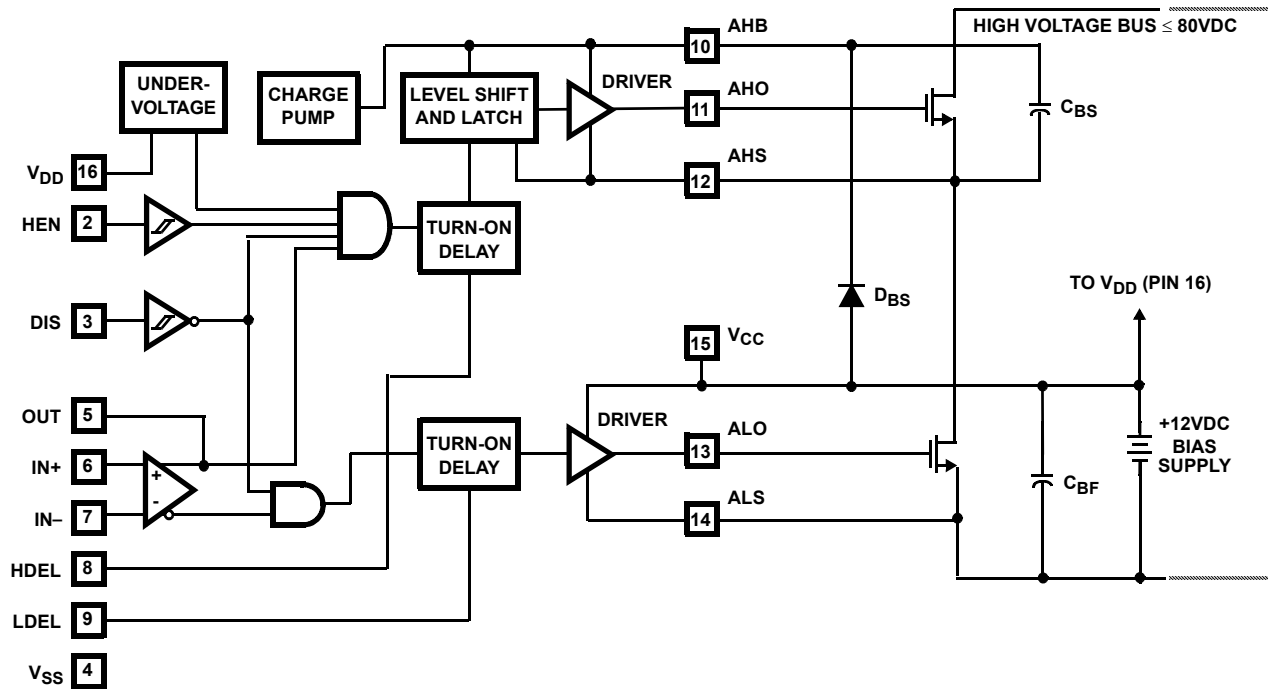 HIGH VOLTAGE BUS ≤ 80VDC
AHB
10
UNDER-
VOLTAGE
CHARGE
PUMP
LEVEL SHIFT
AND LATCH
DRIVER
AHO
11
CBS
AHS
12
VDD 16
HEN 2
TURN-ON
DELAY
DIS 3
DBS
TO VDD (PIN 16)
VCC
15
OUT 5
IN+ 6
+
-
IN– 7
TURN-ON
DELAY
DRIVER
ALO
13
ALS
14
CBF
+12VDC
BIAS
SUPPLY
HDEL 8
LDEL 9
VSS 4